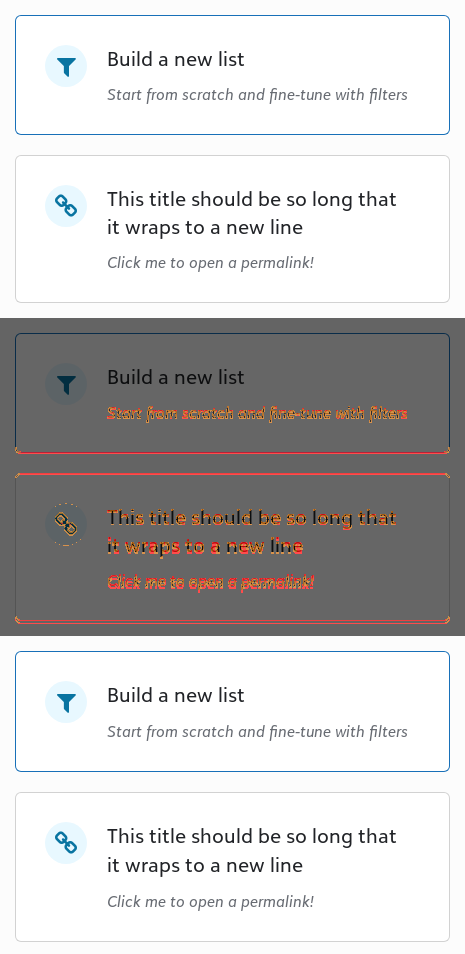 Build a new list
Start from scratch and fine-tune with filters
This title should be so long that
it wraps to a new line
Click me to open a permalink!
Build a new list
Start from scratch and fine-tune with filters
This title should be so long that
it wraps to a new line
Click me to open a permalink!
Build a new list
Start from scratch and fine-tune with filters
This title should be so long that
it wraps to a new line
Click me to open a permalink!